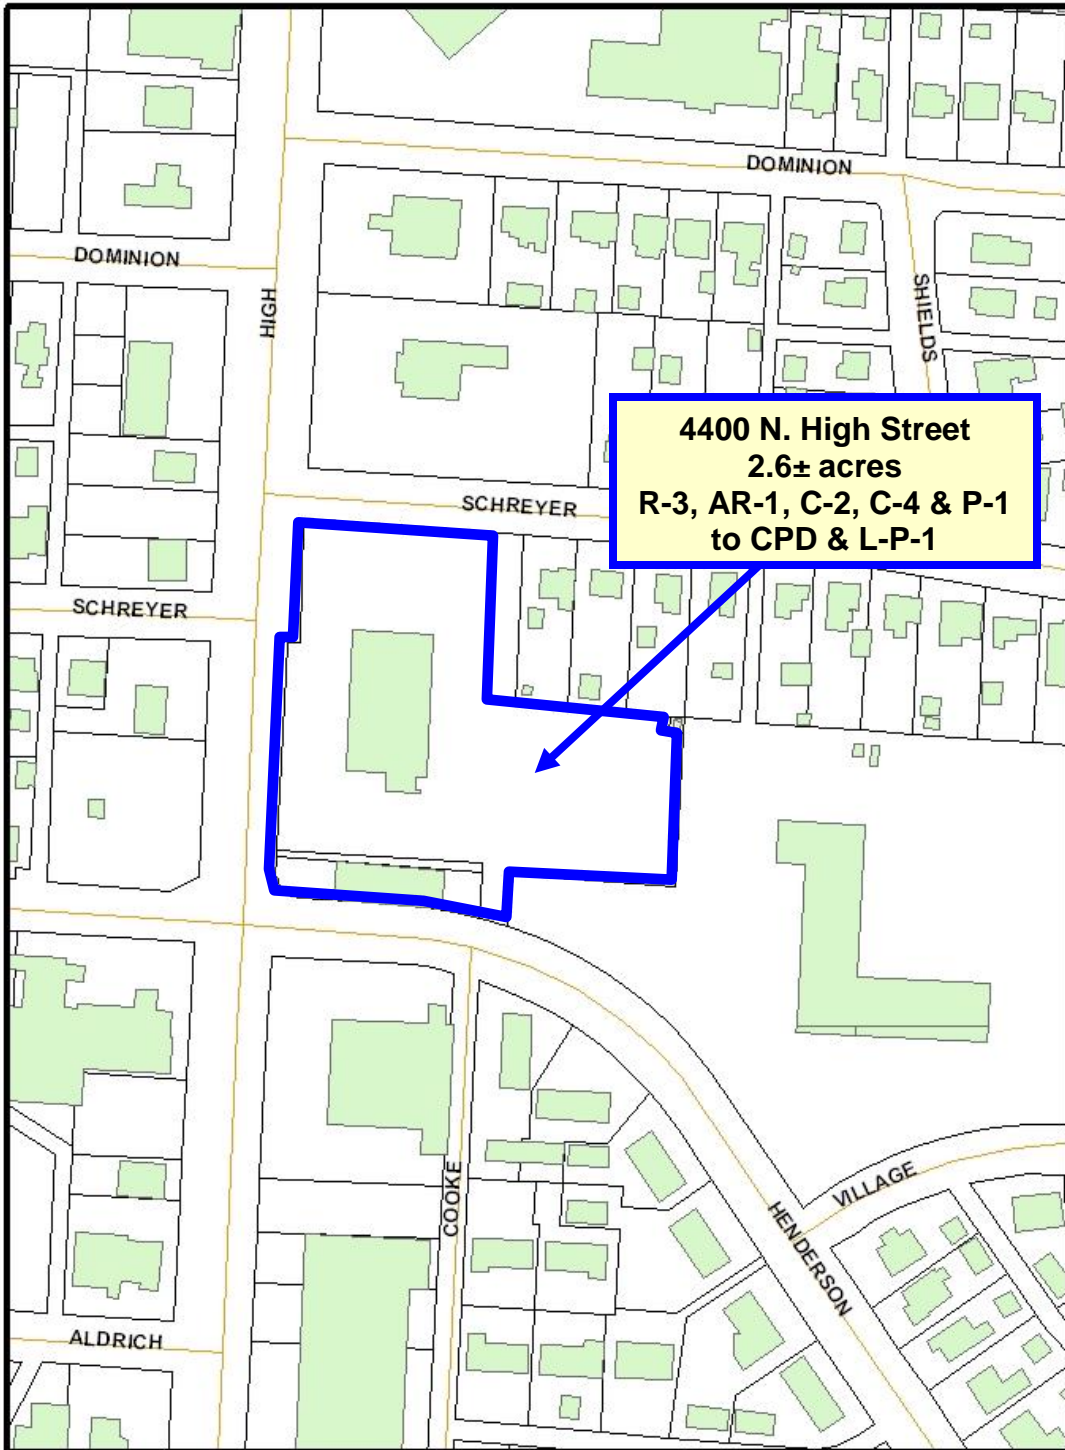 DOMINION
DOMINION
HIGH
SHIELDS
4400 N. High Street
2.6± acres
R-3, AR-1, C-2, C-4 & P-1
to CPD & L-P-1
SCHREYER
SCHREYER
COOKE
VILLAGE
HENDERSON
ALDRICH